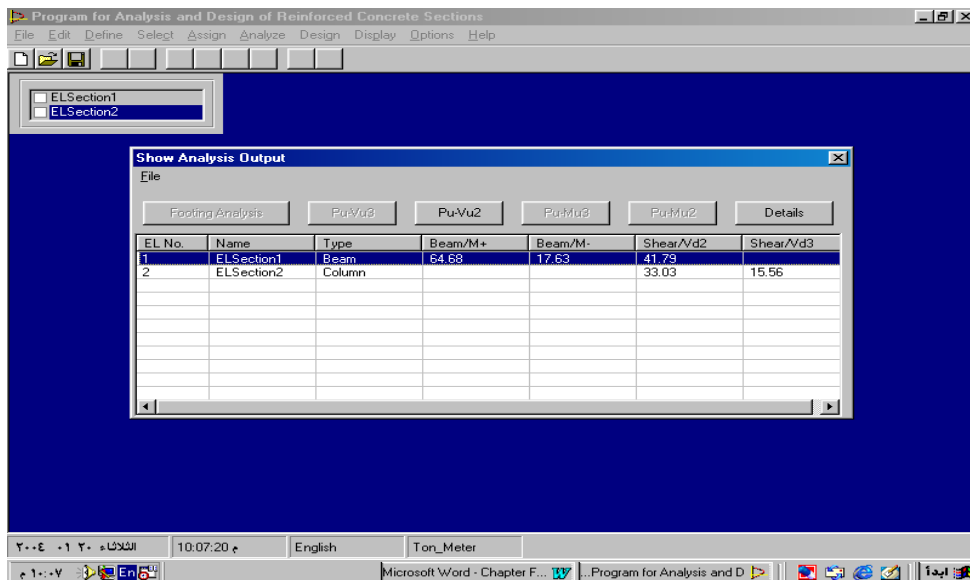 Program for Analysis and Design of Reinforced Concrete Sections
File Edit Define Select Assign Analyze Design Display Options Help
ELSection1
ELSection2
Show Analysis Output
File
Footing Analysis Pu-Vu3 Pu-Vu2 Pu-Mu3 Pu-Mu2 Details
EL No. Name Type Beam/M+ Beam/M- Shear/Vd2 Shear/Vd3
1 ELSection1 Beam 64.68 17.63 41.79
2 ELSection2 Column 33.03 15.56
الثلاثاء ٢٠ ٠١ ٢٠٠٤ 10:07:20 م English Ton_Meter
١٠:٠٧ م En Microsoft Word - Chapter F... ...Program for Analysis and D ابدأ